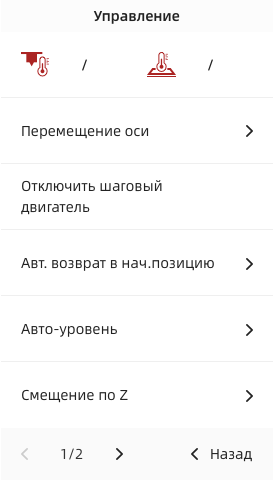 Управление
/ /
Перемещение оси
Отключить шаговый
двигатель
Авт. возврат в нач.позицию
Авто-уровень
Смещение по Z
1/2 Назад